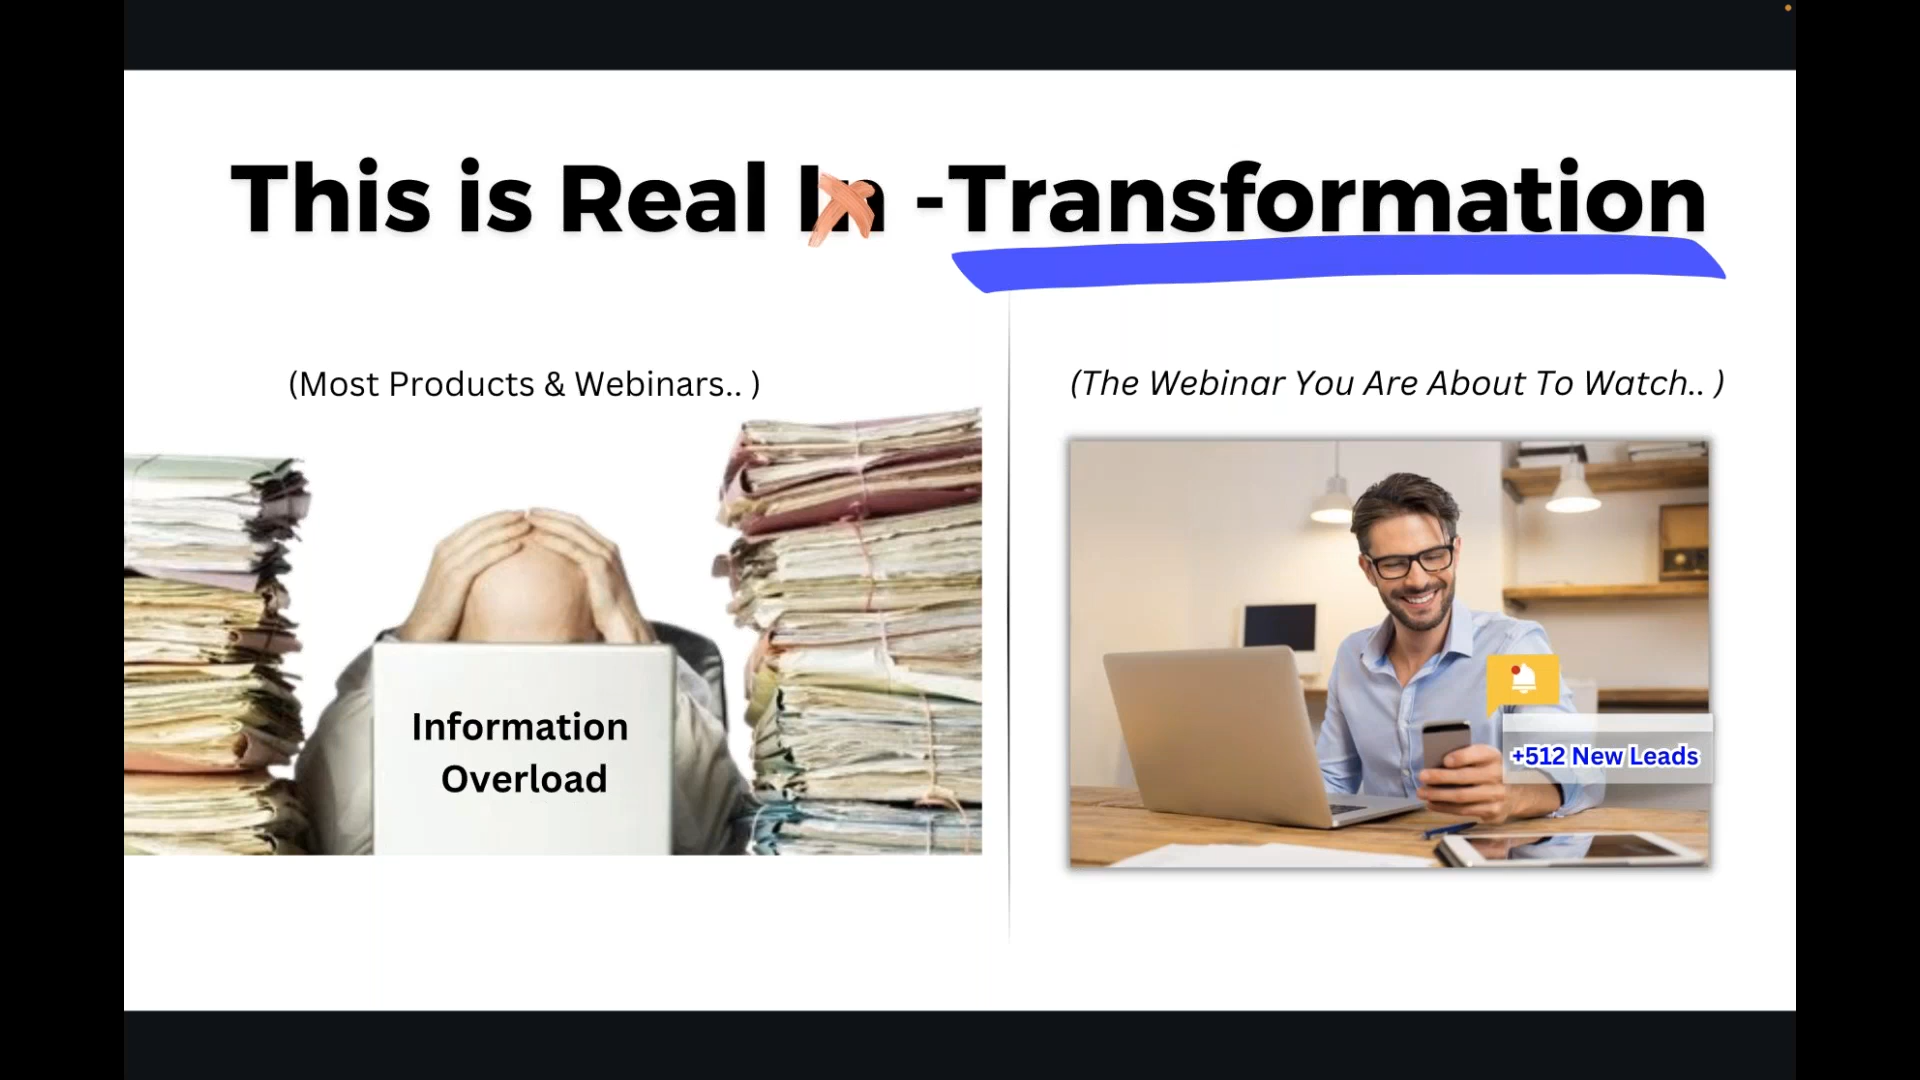 This is Real In -Transformation
(Most Products & Webinars.. )
(The Webinar You Are About To Watch.. )
Information
Overload
+512 New Leads